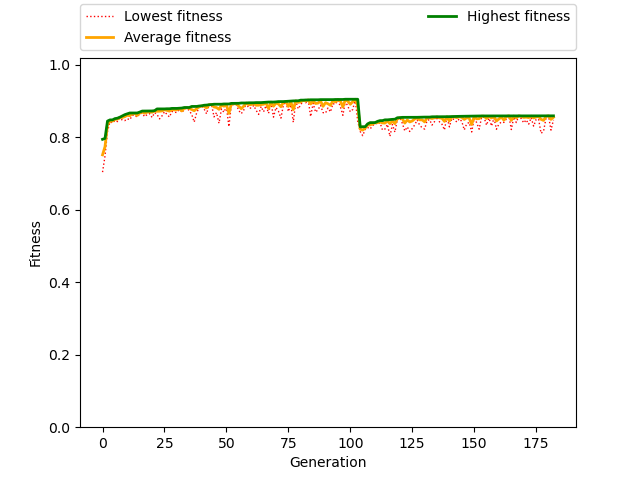 Lowest fitness
Average fitness
Highest fitness
1.0
0.8
0.6
0.4
0.2
0.0
Fitness
0 25 50 75 100 125 150 175
Generation